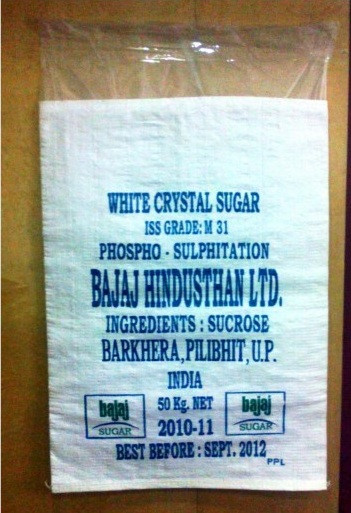 WHITE CRYSTAL SUGAR
ISS GRADE: M 31
PHOSPHO - SULPHITATION
BAJAJ HINDUSTHAN LTD.
INGREDIENTS : SUCROSE
BARKHERA, PILIBHIT, U.P.
INDIA
50 Kg. NET
2010-11
bajaj
SUGAR
bajaj
SUGAR
BEST BEFORE : SEPT. 2012
PPL